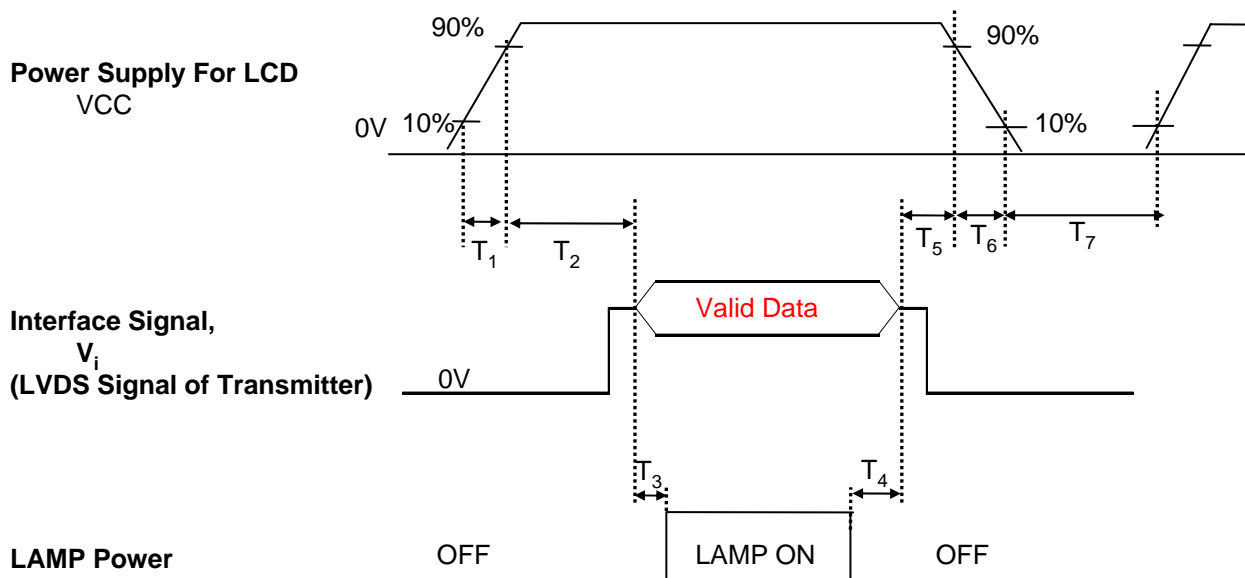 90%
90%
Power Supply For LCD
VCC
0V
10%
10%
T1
T2
T5
T6
T7
Valid Data
Interface Signal,
Vi
(LVDS Signal of Transmitter)
0V
T3
T4
LAMP Power
OFF
LAMP ON
OFF